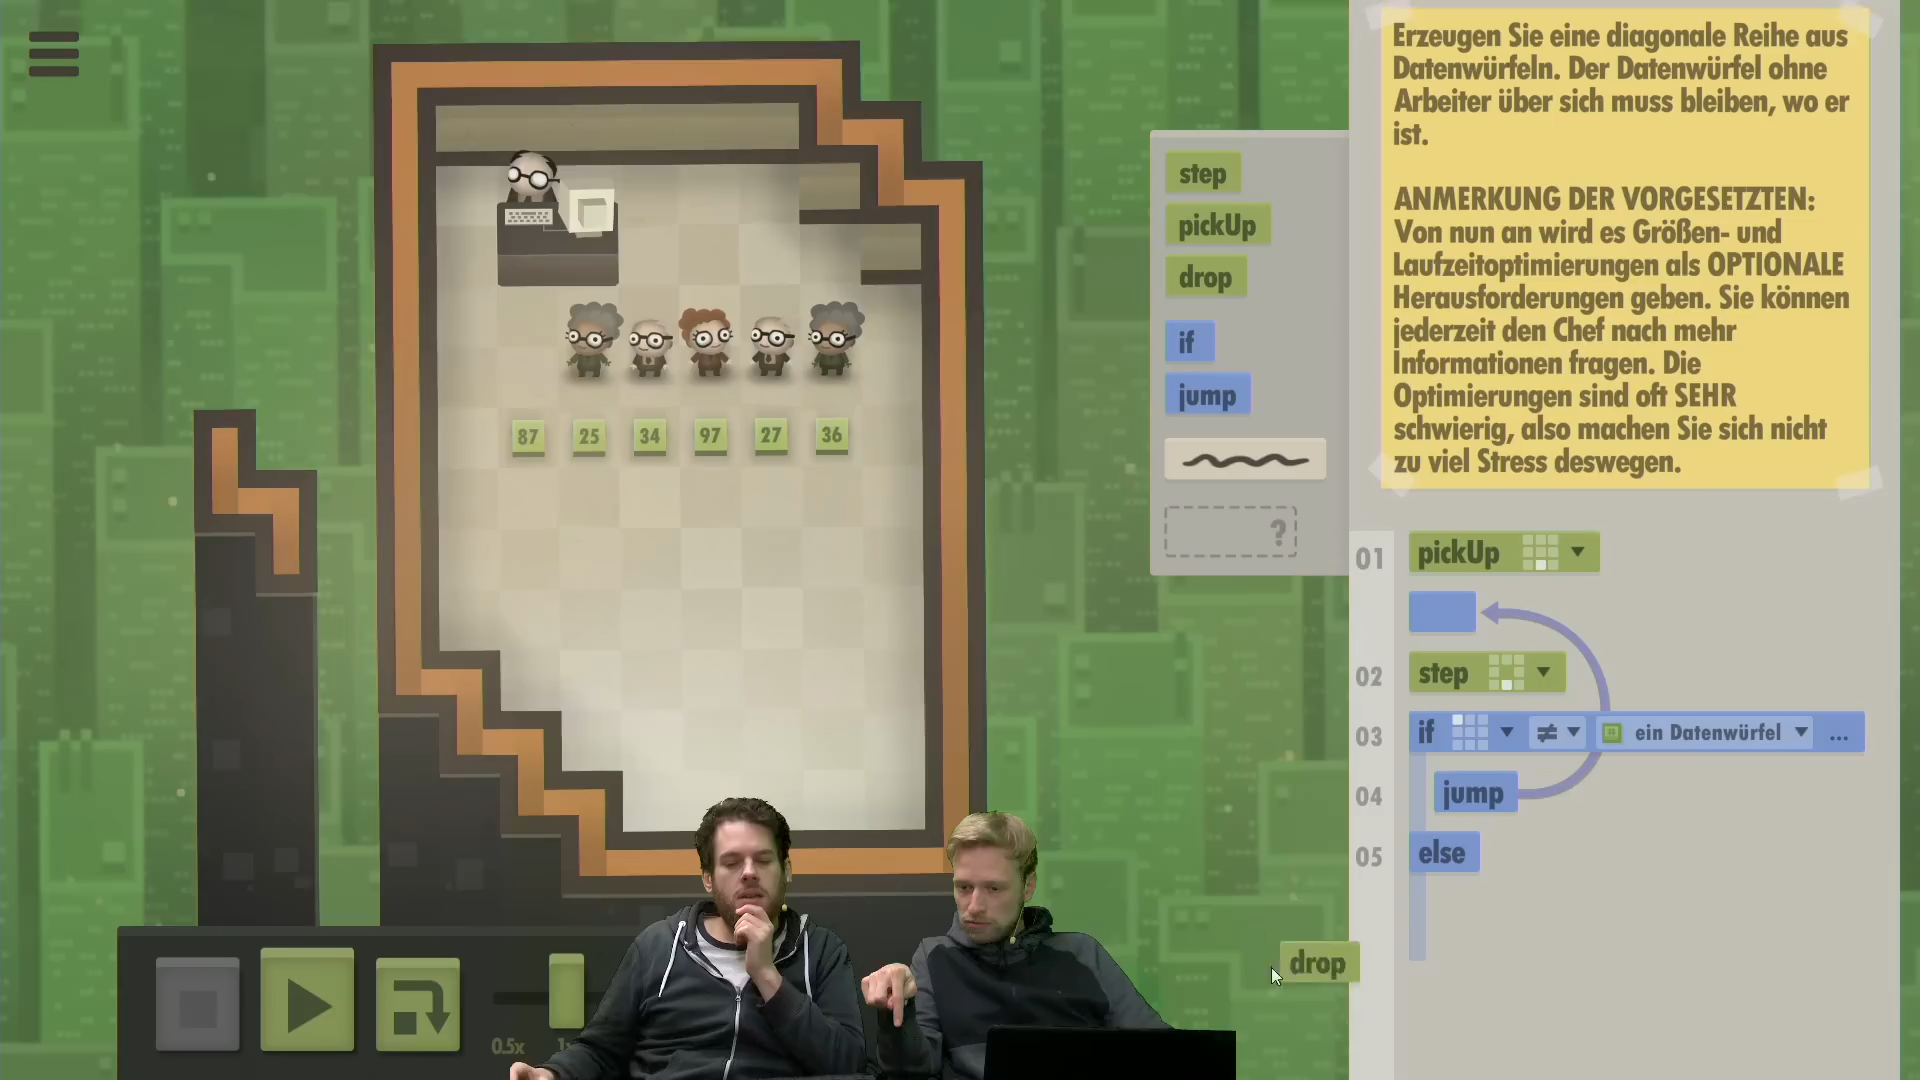 Erzeugen Sie eine diagonale Reihe aus
Datenwürfeln. Der Datenwürfel ohne
Arbeiter über sich muss bleiben, wo er
ist.
ANMERKUNG DER VORGESETZTEN:
Von nun an wird es Größen- und
Laufzeitoptimierungen als OPTIONALE
Herausforderungen geben. Sie können
jederzeit den Chef nach mehr
Informationen fragen. Die
Optimierungen sind oft SEHR
schwierig, also machen Sie sich nicht
zu viel Stress deswegen.
step
pickUp
drop
if
jump
?
87 25 34 97 27 36
01 pickUp
02 step
03 if ≠ ein Datenwürfel ...
04 jump
05 else
drop
0.5x